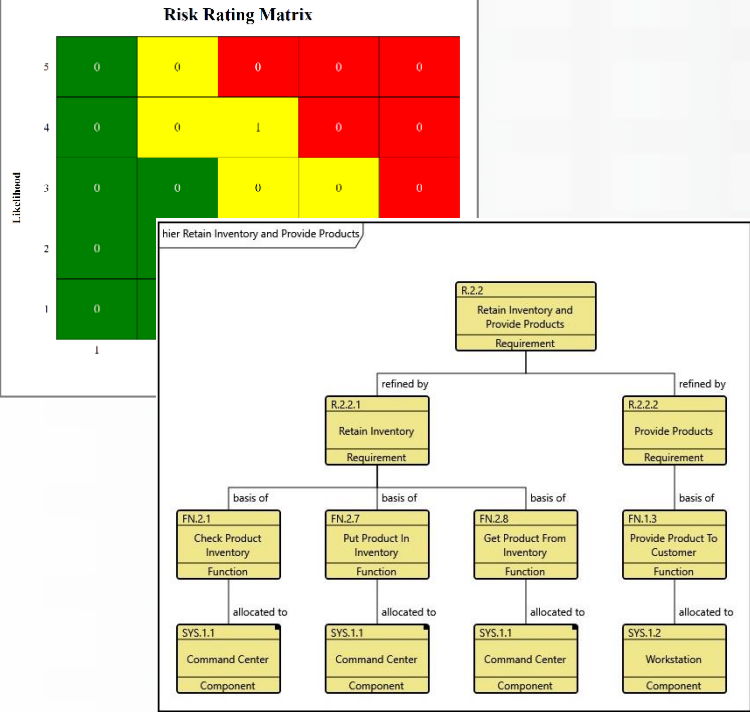 Risk Rating Matrix
Likelihood
5 0 0 0 0 0
4 0 0 1 0 0
3 0 0 0 0 0
2 0
1 0
1
hier Retain Inventory and Provide Products
R.2.2
Retain Inventory and
Provide Products
Requirement
refined by refined by
R.2.2.1 R.2.2.2
Retain Inventory Provide Products
Requirement Requirement
basis of basis of basis of basis of
FN.2.1 FN.2.7 FN.2.8 FN.1.3
Check Product Put Product In Get Product From Provide Product To
Inventory Inventory Inventory Customer
Function Function Function Function
allocated to allocated to allocated to allocated to
SYS.1.1 SYS.1.1 SYS.1.1 SYS.1.2
Command Center Command Center Command Center Workstation
Component Component Component Component